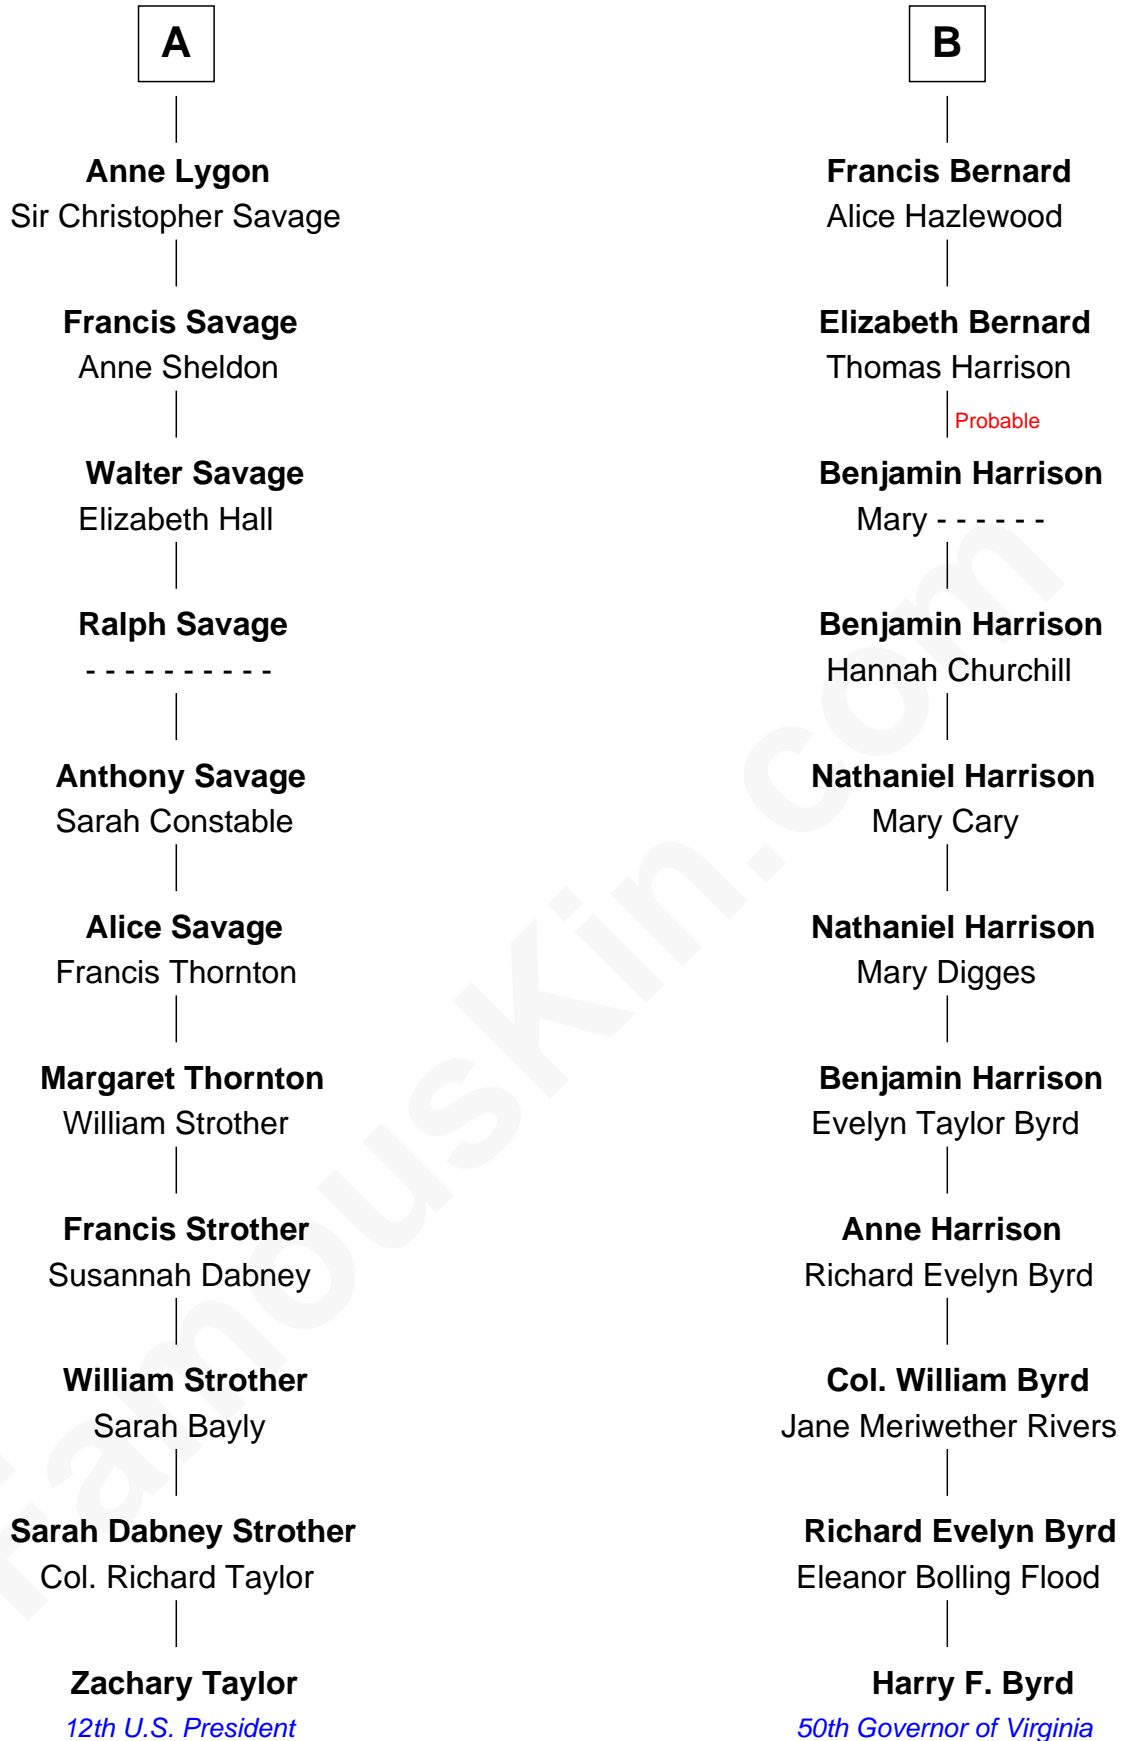 A
Anne Lygon
Sir Christopher Savage
Francis Savage
Anne Sheldon
Walter Savage
Elizabeth Hall
Ralph Savage
- - - - - - - - - -
Anthony Savage
Sarah Constable
Alice Savage
Francis Thornton
Margaret Thornton
William Strother
Francis Strother
Susannah Dabney
William Strother
Sarah Bayly
Sarah Dabney Strother
Col. Richard Taylor
Zachary Taylor
12th U.S. President
B
Francis Bernard
Alice Hazlewood
Elizabeth Bernard
Thomas Harrison
Probable
Benjamin Harrison
Mary - - - - - -
Benjamin Harrison
Hannah Churchill
Nathaniel Harrison
Mary Cary
Nathaniel Harrison
Mary Digges
Benjamin Harrison
Evelyn Taylor Byrd
Anne Harrison
Richard Evelyn Byrd
Col. William Byrd
Jane Meriwether Rivers
Richard Evelyn Byrd
Eleanor Bolling Flood
Harry F. Byrd
50th Governor of Virginia
FamousKin.com